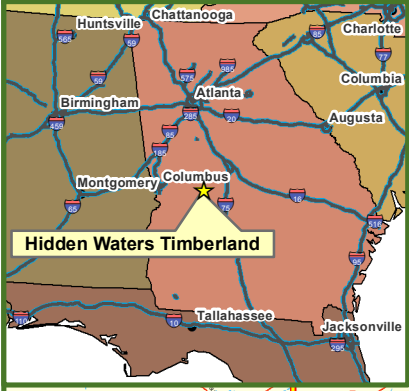 Chattanooga
Huntsville
Charlotte
565
59
85
77
985
575
59
Columbia
Atlanta
Birmingham
285
20
Augusta
459
85
185
Columbus
Montgomery
16
65
75
516
Hidden Waters Timberland
95
Tallahassee
110
10
Jacksonville
295